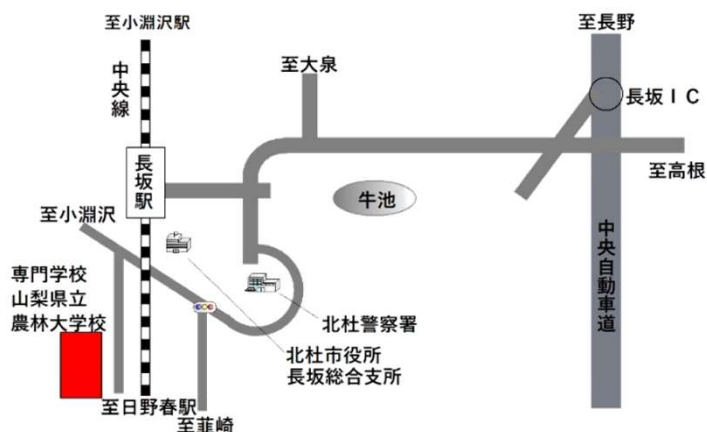 至小淵沢駅
至長野
中央線
至大泉
長坂IC
長坂駅
至高根
牛池
至小淵沢
中央自動車道
専門学校
山梨県立
農林大学校
北杜警察署
北杜市役所
長坂総合支所
至日野春駅
至韮崎